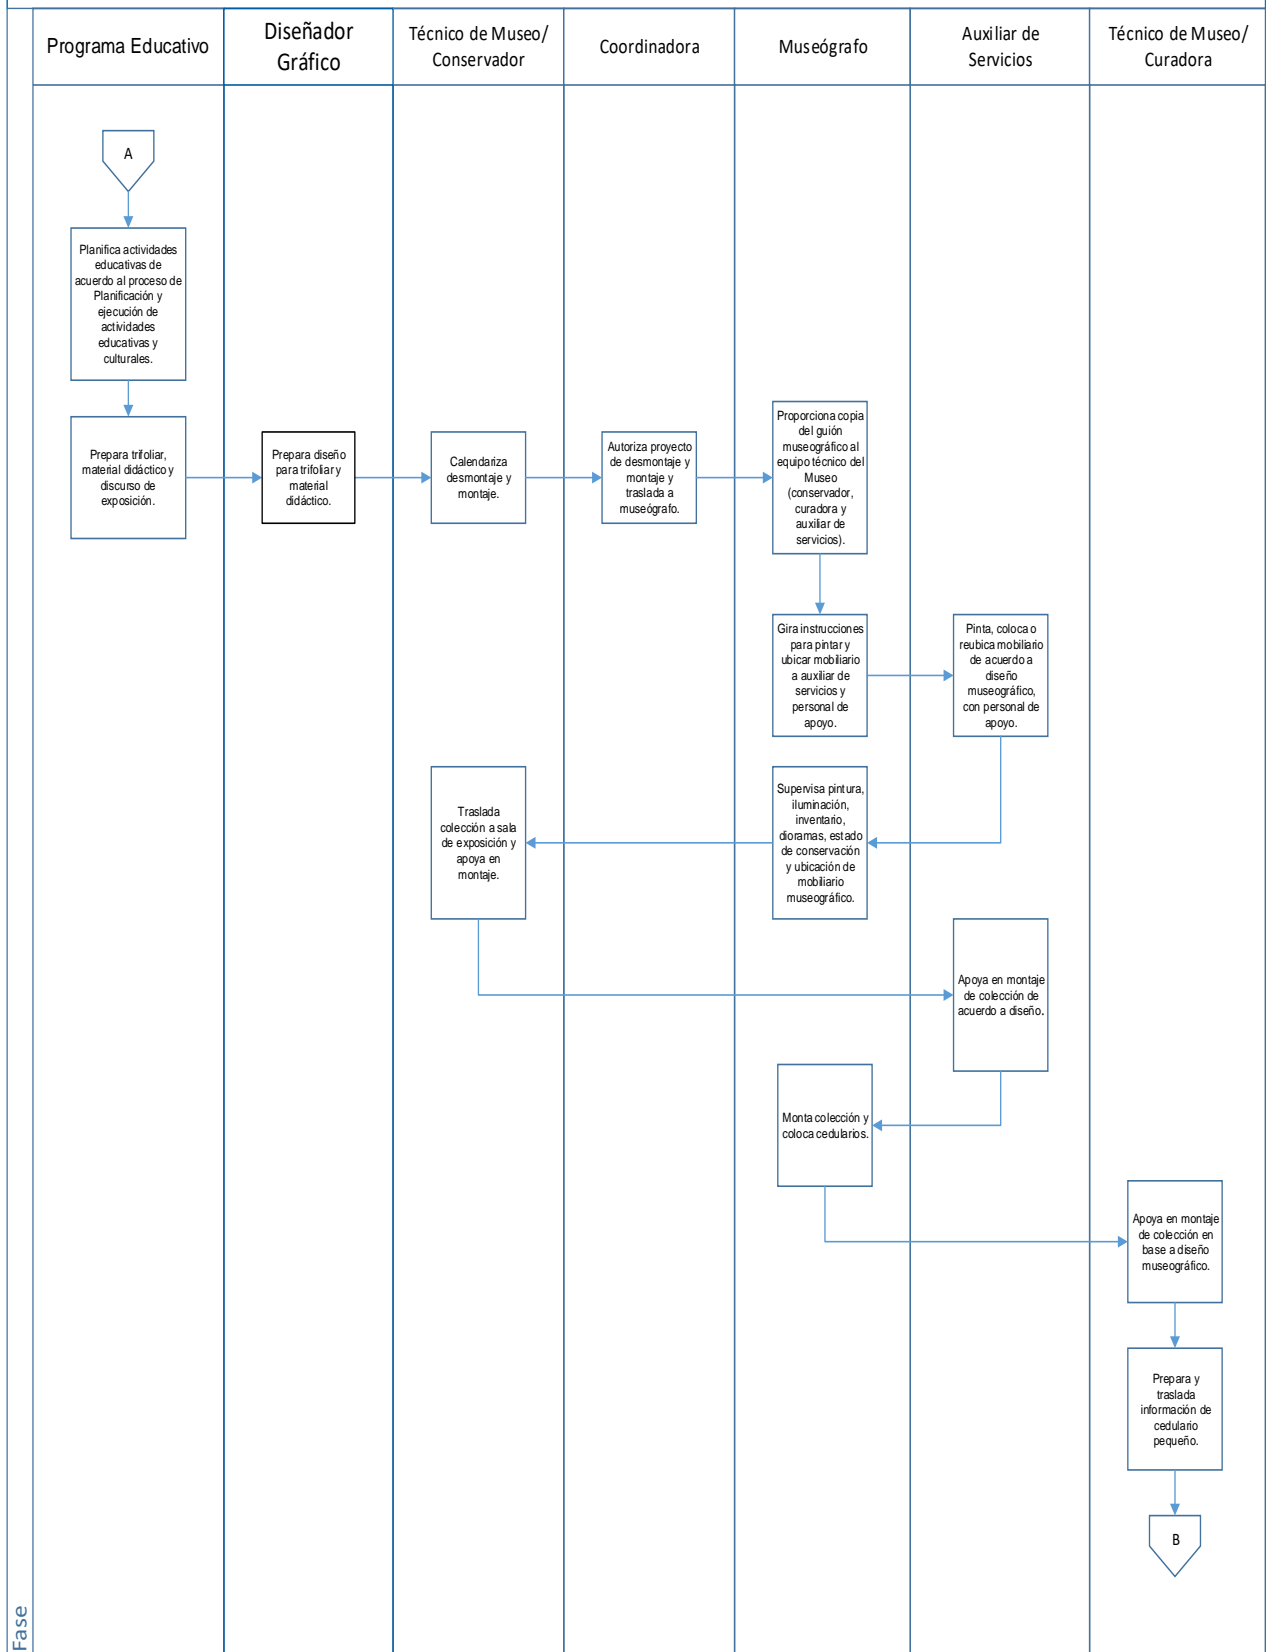 Programa Educativo
Diseñador
Gráfico
Técnico de Museo/
Conservador
Coordinadora
Museógrafo
Auxiliar de
Servicios
Técnico de Museo/
Curadora
A
Planifica actividades
educativas de
acuerdo al proceso de
Planificación y
ejecución de
actividades
educativas y
culturales.
Prepara trifoliar,
material didáctico y
discurso de
exposición.
Prepara diseño
para trifoliar y
material
didáctico.
Calendariza
desmontaje y
montaje.
Autoriza proyecto
de desmontaje y
montaje y
traslada a
museógrafo.
Proporciona copia
del guión
museográfico al
equipo técnico del
Museo
(conservador,
curadora y
auxiliar de
servicios).
Gira instrucciones
para pintar y
ubicar mobiliario
a auxiliar de
servicios y
personal de
apoyo.
Pinta, coloca o
reubica mobiliario
de acuerdo a
diseño
museográfico,
con personal de
apoyo.
Supervisa pintura,
iluminación,
inventario,
dioramas, estado
de conservación
y ubicación de
mobiliario
museográfico.
Traslada
colección a sala
de exposición y
apoya en
montaje.
Apoya en montaje
de colección de
acuerdo a diseño.
Monta colección y
coloca cedularios.
Apoya en montaje
de colección en
base a diseño
museográfico.
Prepara y
traslada
información de
cedulario
pequeño.
B
Fase